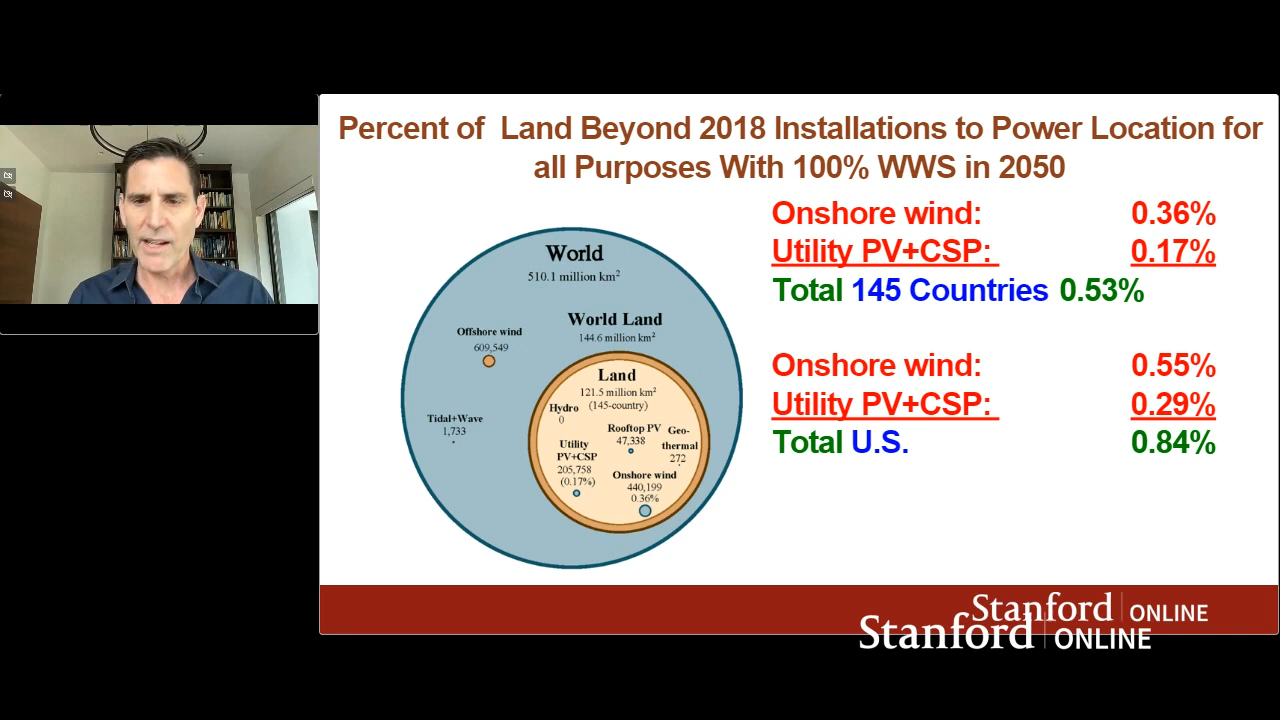 Percent of Land Beyond 2018 Installations to Power Location for
all Purposes With 100% WWS in 2050
World
510.1 million km²
World Land
144.6 million km²
Offshore wind
609,549
Tidal+Wave
1,733
Land
121.5 million km²
(145-country)
Hydro
0
Rooftop PV
47,338
Geo-
thermal
272
Utility
PV+CSP
205,758
(0.17%)
Onshore wind
440,199
0.36%
Onshore wind: 0.36%
Utility PV+CSP: 0.17%
Total 145 Countries 0.53%
Onshore wind: 0.55%
Utility PV+CSP: 0.29%
Total U.S. 0.84%
Stanford ONLINE
Stanford ONLINE